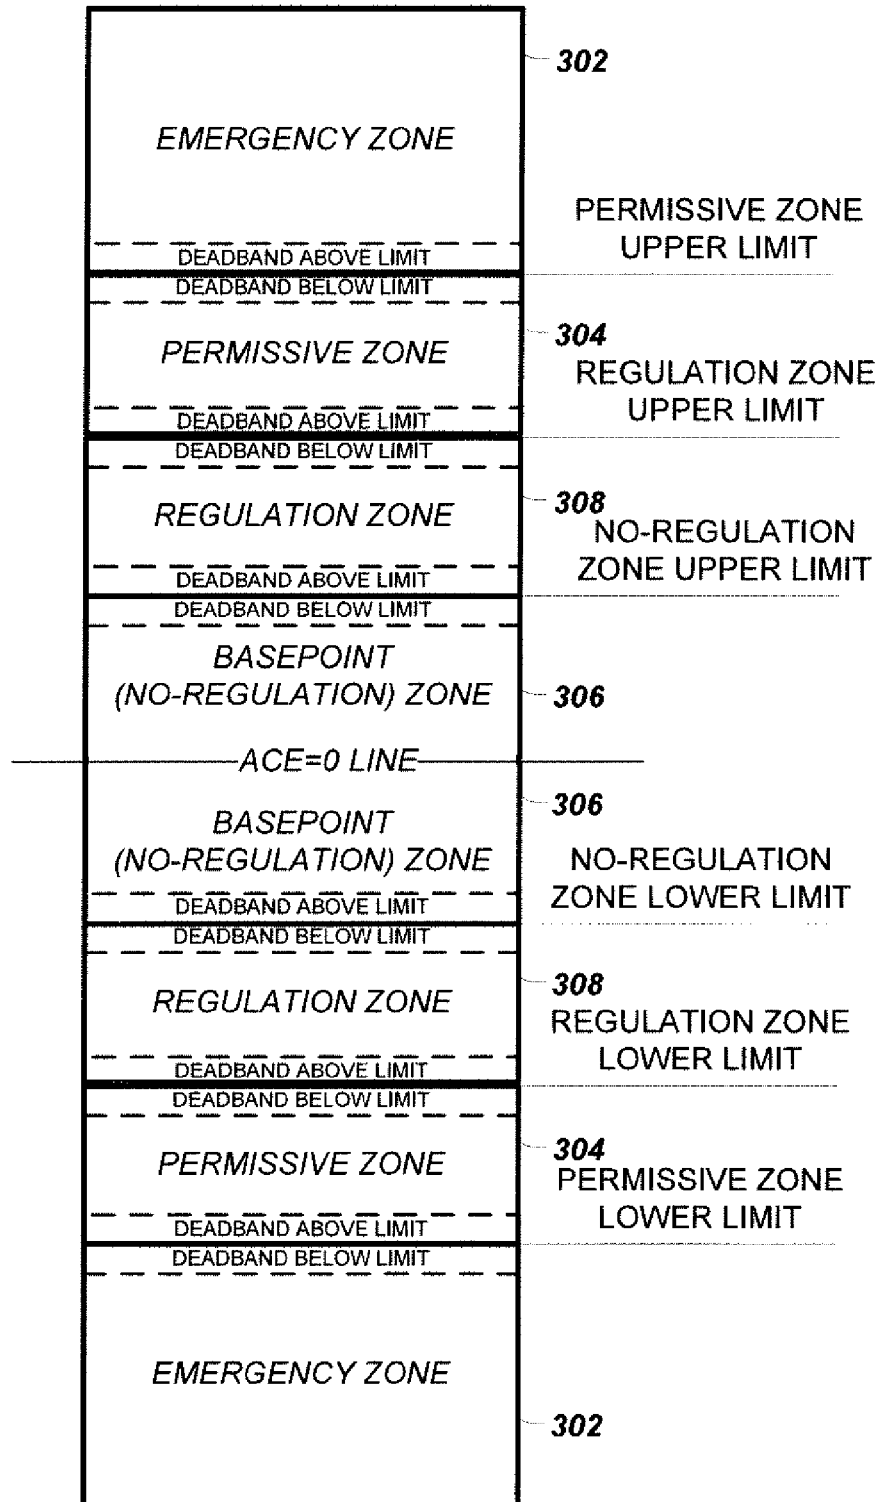 302
EMERGENCY ZONE
PERMISSIVE ZONE
UPPER LIMIT
DEADBAND ABOVE LIMIT
DEADBAND BELOW LIMIT
304
PERMISSIVE ZONE
REGULATION ZONE
UPPER LIMIT
DEADBAND ABOVE LIMIT
DEADBAND BELOW LIMIT
308
REGULATION ZONE
NO-REGULATION
ZONE UPPER LIMIT
DEADBAND ABOVE LIMIT
DEADBAND BELOW LIMIT
BASEPOINT
(NO-REGULATION) ZONE
306
ACE=0 LINE
306
BASEPOINT
(NO-REGULATION) ZONE
NO-REGULATION
ZONE LOWER LIMIT
DEADBAND ABOVE LIMIT
DEADBAND BELOW LIMIT
308
REGULATION ZONE
REGULATION ZONE
LOWER LIMIT
DEADBAND ABOVE LIMIT
DEADBAND BELOW LIMIT
304
PERMISSIVE ZONE
PERMISSIVE ZONE
LOWER LIMIT
DEADBAND ABOVE LIMIT
DEADBAND BELOW LIMIT
EMERGENCY ZONE
302